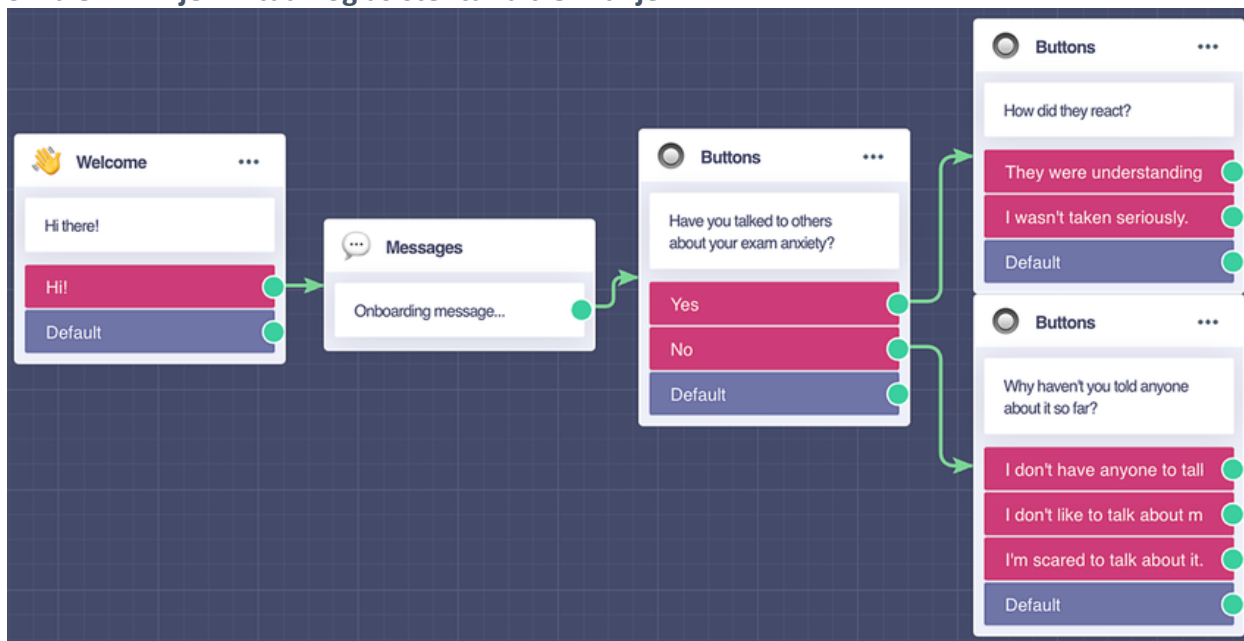 Welcome
Hi there!
Hi!
Default
Messages
Onboarding message...
Buttons
Have you talked to others
about your exam anxiety?
Yes
No
Default
Buttons
How did they react?
They were understanding
I wasn't taken seriously.
Default
Buttons
Why haven't you told anyone
about it so far?
I don't have anyone to tall
I don't like to talk about m
I'm scared to talk about it.
Default